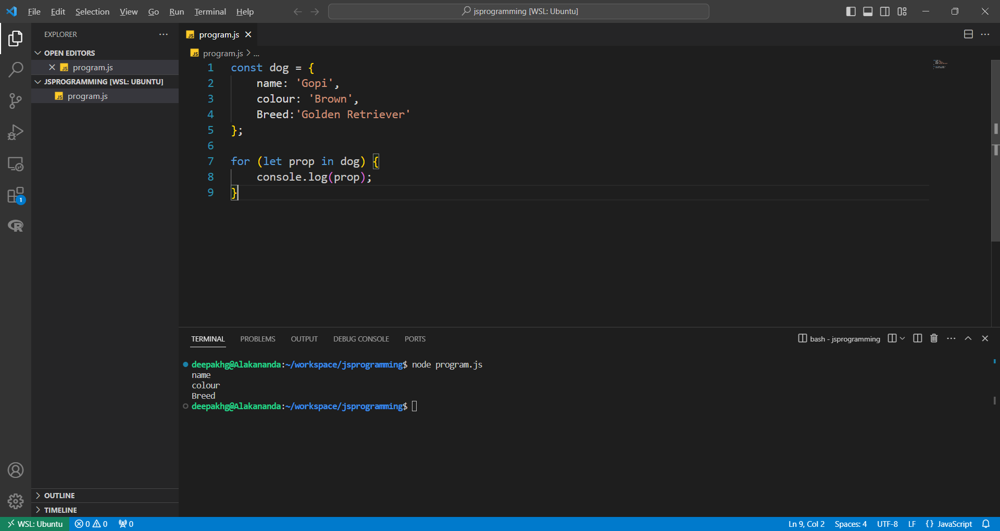 File Edit Selection View Go Run Terminal Help jsprogramming [WSL: Ubuntu]
EXPLORER
OPEN EDITORS
program.js
JSPROGRAMMING [WSL: UBUNTU]
program.js
1
OUTLINE
TIMELINE
program.js
program.js > ...
1 const dog = {
2     name: 'Gopi',
3     colour: 'Brown',
4     Breed:'Golden Retriever'
5 };
6
7 for (let prop in dog) {
8     console.log(prop);
9 }
TERMINAL PROBLEMS OUTPUT DEBUG CONSOLE PORTS bash - jsprogramming
deepakhg@Alakananda:~/workspace/jsprogramming$ node program.js
name
colour
Breed
deepakhg@Alakananda:~/workspace/jsprogramming$
WSL: Ubuntu 0 0 0 Ln 9, Col 2 Spaces: 4 UTF-8 LF {} JavaScript